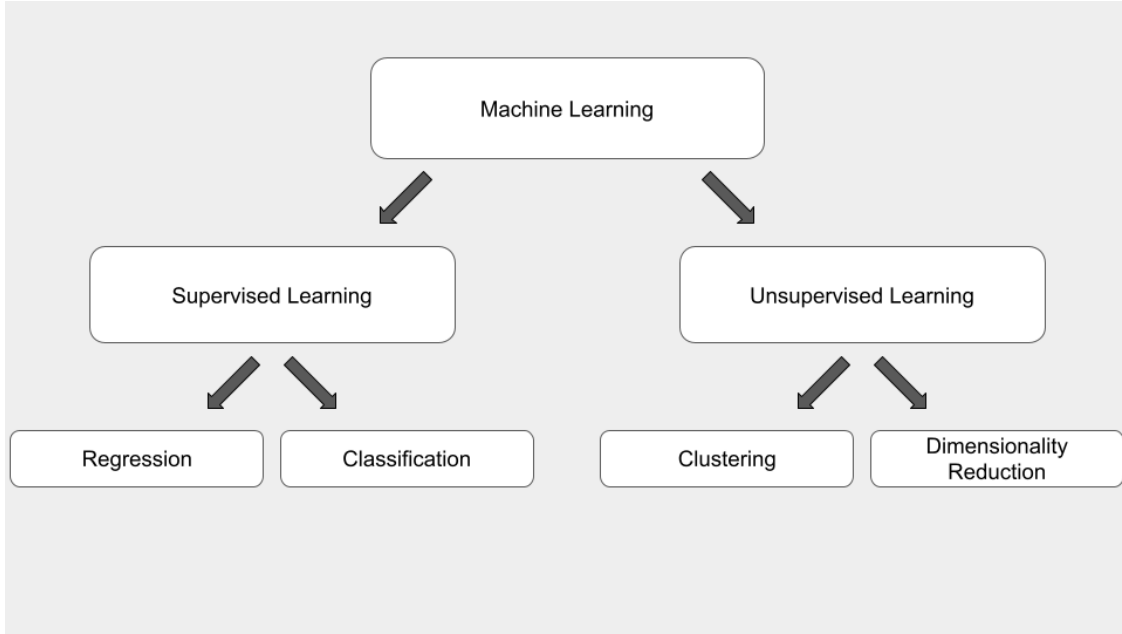 Machine Learning
Supervised Learning
Unsupervised Learning
Regression
Classification
Clustering
Dimensionality
Reduction